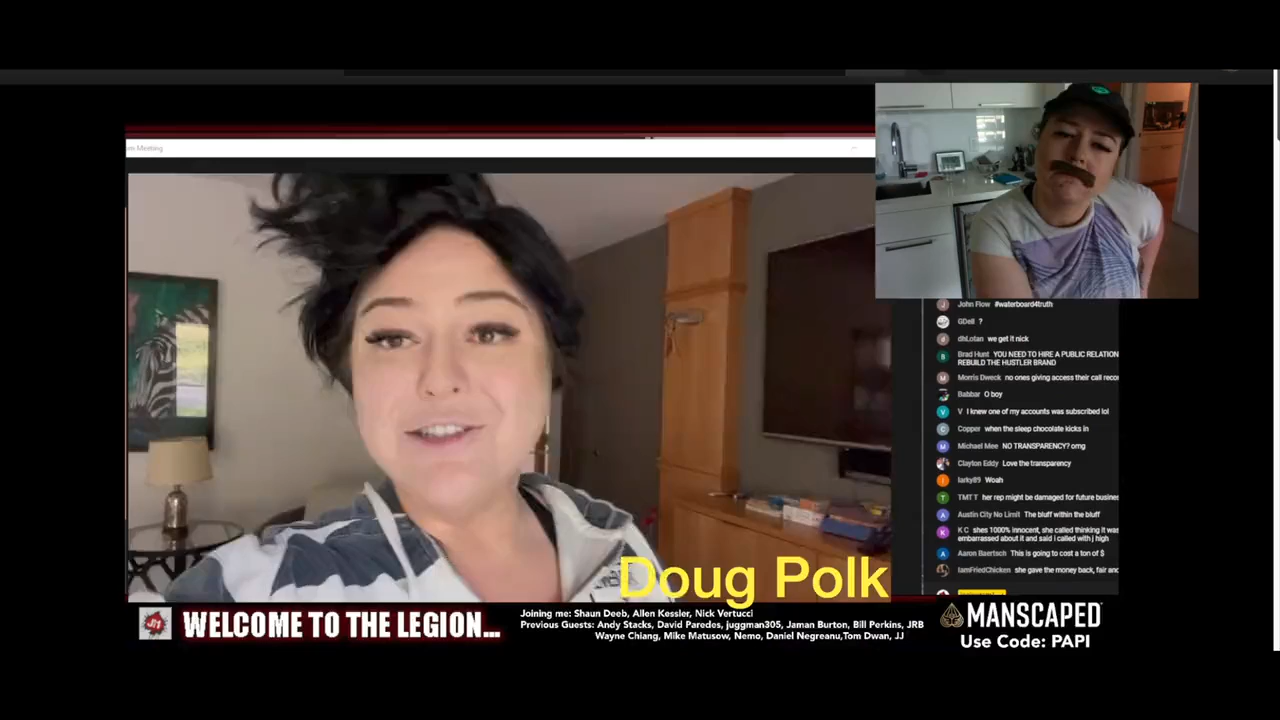 om Meeting
John Flow #waterboard4truth
GDell ?
dhLotan we get it nick
Brad Hunt YOU NEED TO HIRE A PUBLIC RELATION
REBUILD THE HUSTLER BRAND
Morris Dweck no ones giving access their call reco
Babbar O boy
V I knew one of my accounts was subscribed lol
Copper when the sleep chocolate kicks in
Michael Mee NO TRANSPARENCY? omg
Clayton Eddy Love the transparency
larky89 Woah
TMT T her rep might be damaged for future busines
Austin City No Limit The bluff within the bluff
K C shes 1000% innocent, she called thinking it was
embarrassed about it and said i called with j high
Aaron Baertsch This is going to cost a ton of $
IamFriedChicken she gave the money back, fair and
Doug Polk
WELCOME TO THE LEGION...
Joining me: Shaun Deeb, Allen Kessler, Nick Vertucci
Previous Guests: Andy Stacks, David Paredes, juggman305, Jaman Burton, Bill Perkins, JRB
Wayne Chiang, Mike Matusow, Nemo, Daniel Negreanu,Tom Dwan, JJ
MANSCAPED
Use Code: PAPI